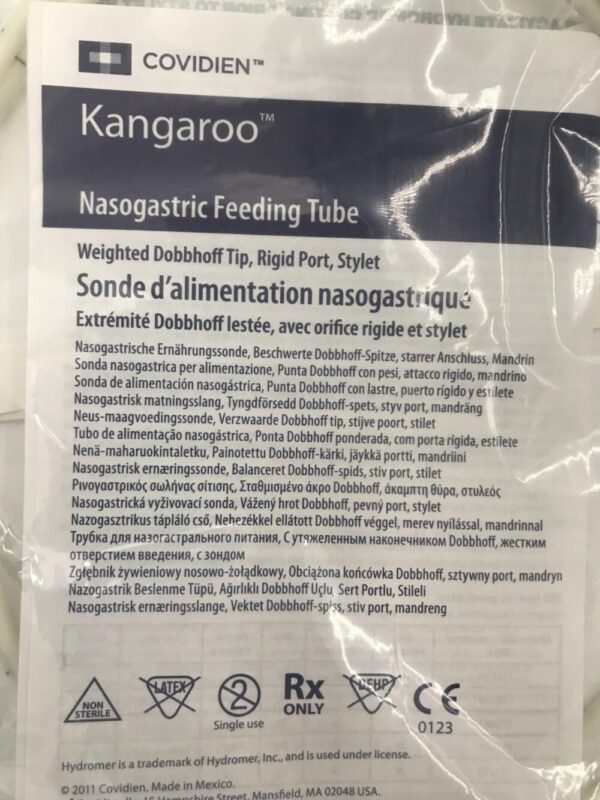 COVIDIEN™
Kangaroo™
Nasogastric Feeding Tube
Weighted Dobbhoff Tip, Rigid Port, Stylet
Sonde d'alimentation nasogastrique
Extrémité Dobbhoff lestée, avec orifice rigide et stylet
Nasogastrische Ernährungssonde, Beschwerte Dobbhoff-Spitze, starrer Anschluss, Mandrin
Sonda nasogastrica per alimentazione, Punta Dobbhoff con pesi, attacco rigido, mandrino
Sonda de alimentación nasogástrica, Punta Dobbhoff con lastre, puerto rígido y estilete
Nasogastrisk matningsslang, Tyngdförsedd Dobbhoff-spets, styv port, mandräng
Neus-maagvoedingssonde, Verzwaarde Dobbhoff tip, stijve poort, stilet
Tubo de alimentação nasogástrica, Ponta Dobbhoff ponderada, com porta rígida, estilete
Nenä-maharuokintaletku, Painotettu Dobbhoff-kärki, jäykkä portti, mandriini
Nasogastrisk ernæringssonde, Balanceret Dobbhoff-spids, stiv port, stilet
Ρινογαστρικός σωλήνας σίτισης, Σταθμισμένο άκρο Dobbhoff, άκαμπτη θύρα, στυλεός
Nasogastrická vyživovací sonda, Vážený hrot Dobbhoff, pevný port, stylet
Nazogasztrikus tápláló cső, Nehezékkel ellátott Dobbhoff véggel, merev nyílással, mandrinnal
Трубка для назогастрального питания, С утяжеленным наконечником Dobbhoff, жестким
отверстием введения, с зондом
Zgłębnik żywieniowy nosowo-żołądkowy, Obciążona końcówka Dobbhoff, sztywny port, mandryn
Nazogastrik Beslenme Tüpü, Ağırlıklı Dobbhoff Uçlu, Sert Portlu, Stileli
Nasogastrisk ernæringsslange, Vektet Dobbhoff-spiss, stiv port, mandreng
NON
STERILE
LATEX
2
Single use
Rx
ONLY
DEHP
CE
0123
Hydromer is a trademark of Hydromer, Inc., and is used under license.
© 2011 Covidien. Made in Mexico.
15 Hampshire Street, Mansfield, MA 02048 USA.